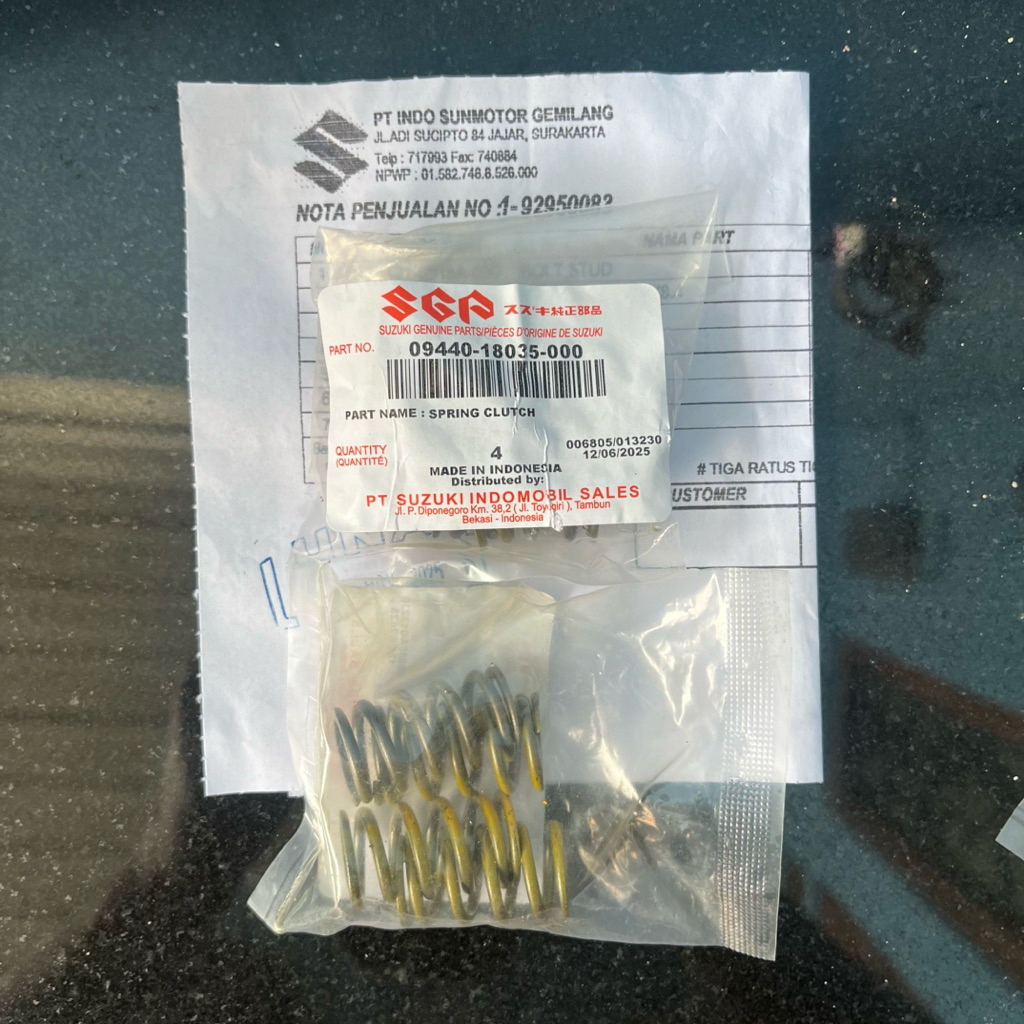 PT INDO SUNMOTOR GEMILANG
JL.ADI SUCIPTO 84 JAJAR, SURAKARTA
Telp : 717993 Fax: 740884
NPWP : 01.582.748.8.526.000
NOTA PENJUALAN NO :1-92950083
NAMA PART
STUD
SGP スズキ純正部品
SUZUKI GENUINE PARTS/PIÈCES D'ORIGINE DE SUZUKI
PART NO. 09440-18035-000
PART NAME : SPRING CLUTCH
QUANTITY
(QUANTITÉ)
4
006805/013230
12/06/2025
MADE IN INDONESIA
Distributed by:
PT SUZUKI INDOMOBIL SALES
Jl. P. Diponegoro Km. 38,2 ( Jl. Toyogiri ), Tambun
Bekasi - Indonesia
# TIGA RATUS
USTOMER